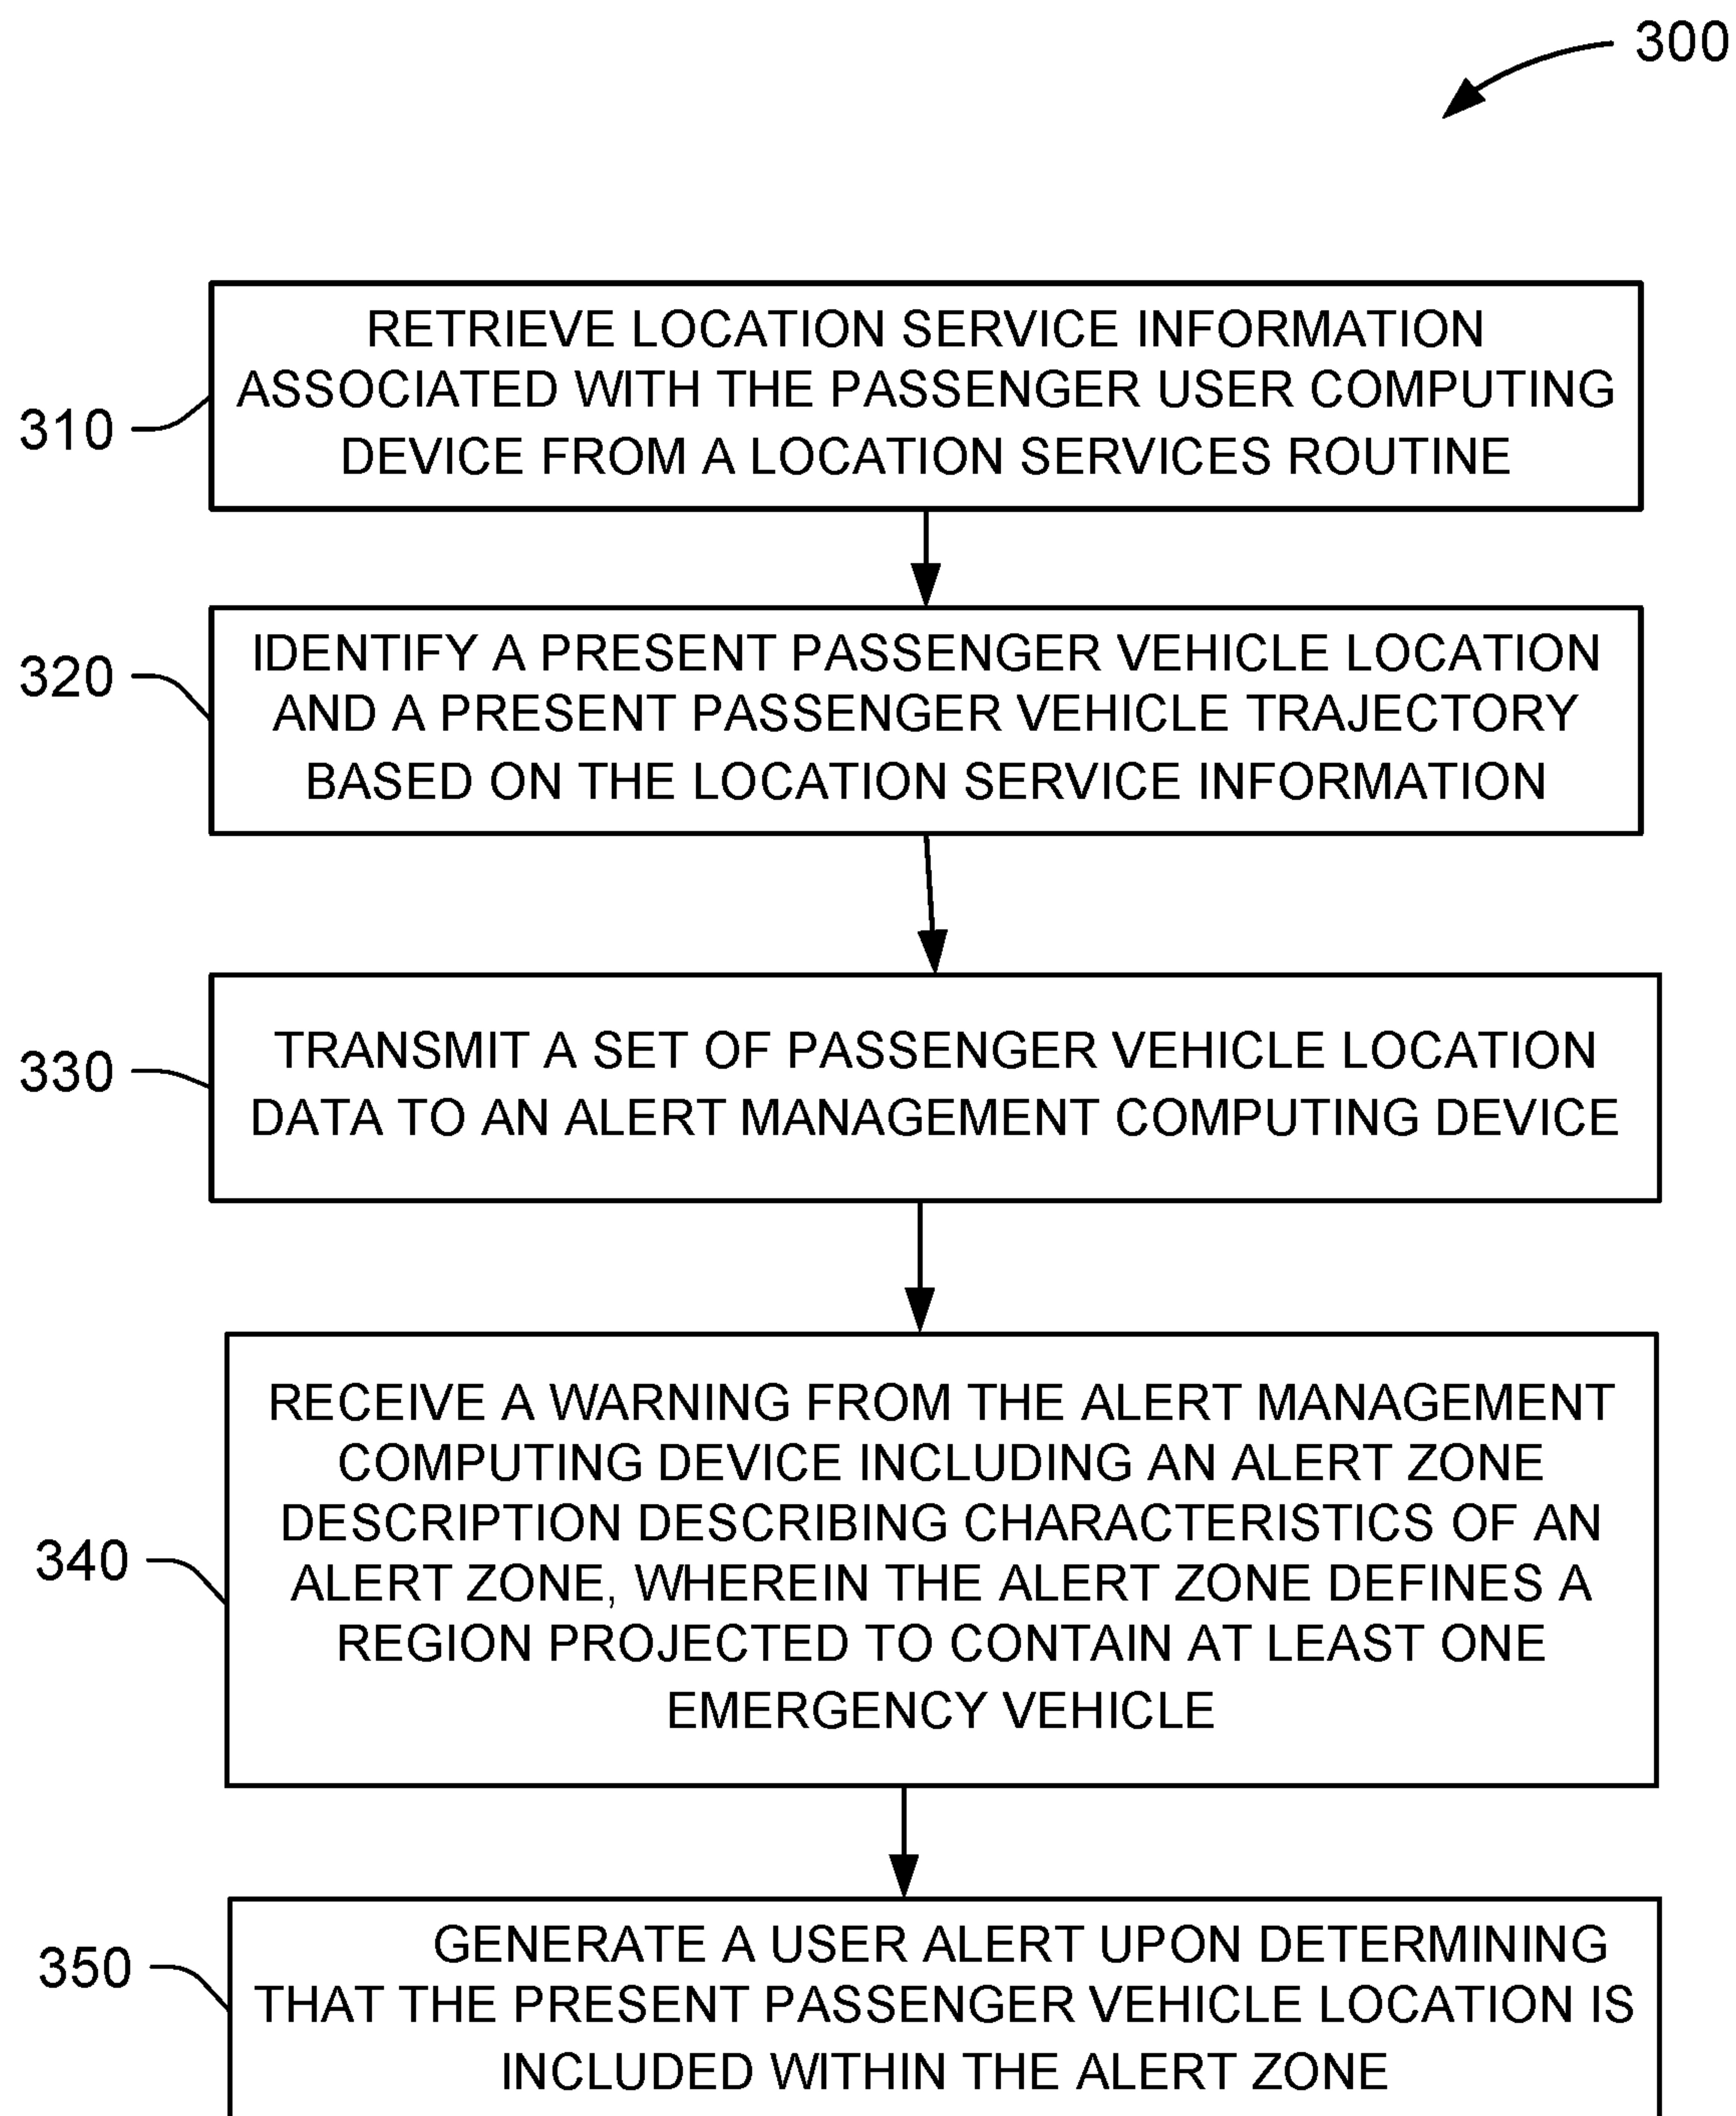 300
310
RETRIEVE LOCATION SERVICE INFORMATION
ASSOCIATED WITH THE PASSENGER USER COMPUTING
DEVICE FROM A LOCATION SERVICES ROUTINE
320
IDENTIFY A PRESENT PASSENGER VEHICLE LOCATION
AND A PRESENT PASSENGER VEHICLE TRAJECTORY
BASED ON THE LOCATION SERVICE INFORMATION
330
TRANSMIT A SET OF PASSENGER VEHICLE LOCATION
DATA TO AN ALERT MANAGEMENT COMPUTING DEVICE
340
RECEIVE A WARNING FROM THE ALERT MANAGEMENT
COMPUTING DEVICE INCLUDING AN ALERT ZONE
DESCRIPTION DESCRIBING CHARACTERISTICS OF AN
ALERT ZONE, WHEREIN THE ALERT ZONE DEFINES A
REGION PROJECTED TO CONTAIN AT LEAST ONE
EMERGENCY VEHICLE
350
GENERATE A USER ALERT UPON DETERMINING
THAT THE PRESENT PASSENGER VEHICLE LOCATION IS
INCLUDED WITHIN THE ALERT ZONE